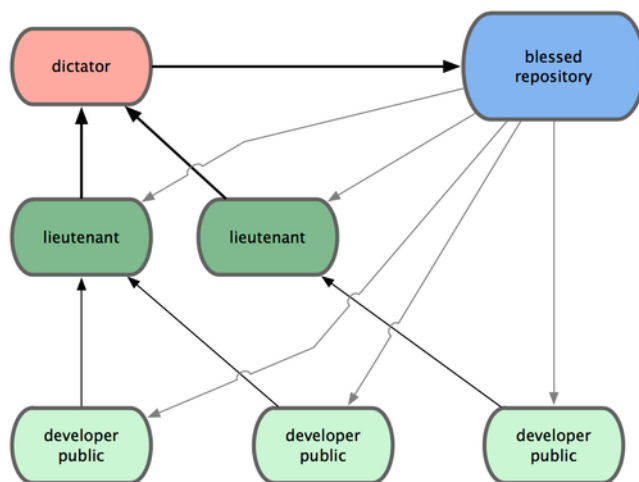 dictator
blessed
repository
lieutenant
lieutenant
developer
public
developer
public
developer
public